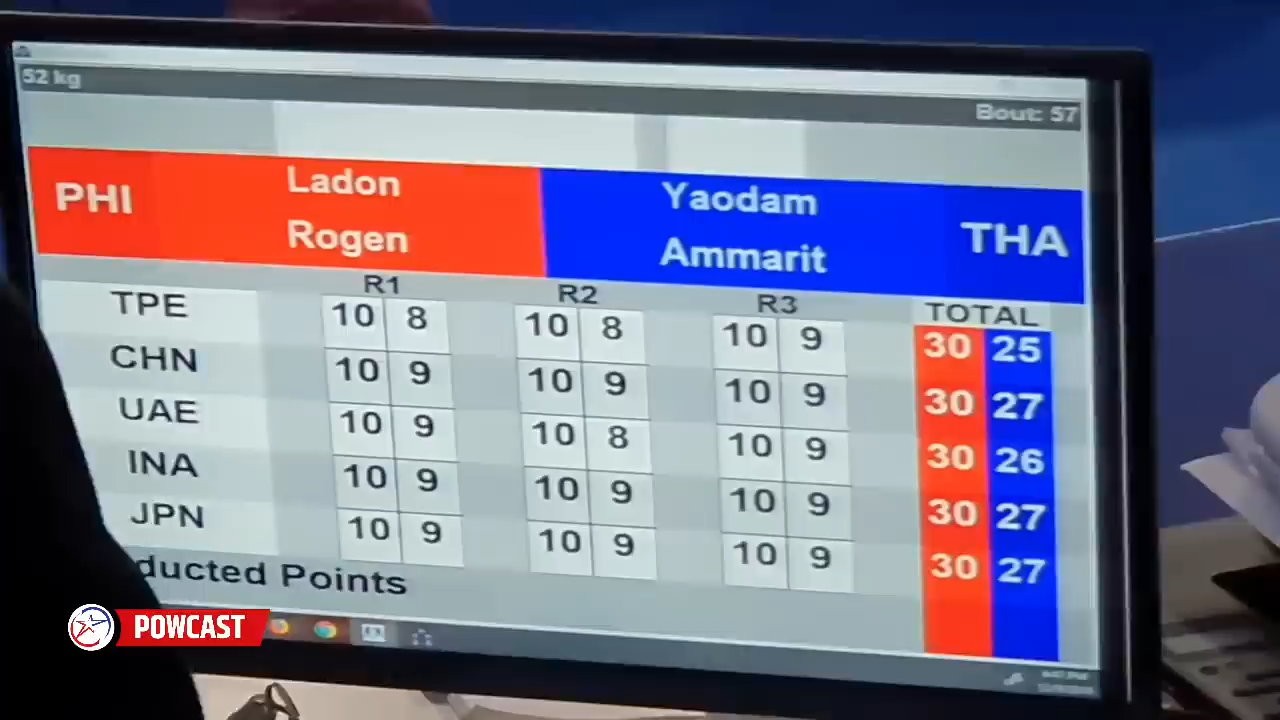 52 kg
Bout: 57
PHI Ladon Rogen Yaodam Ammarit THA
R1 R2 R3 TOTAL
TPE 10 8 10 8 10 9 30 25
CHN 10 9 10 9 10 9 30 27
UAE 10 9 10 8 10 9 30 26
INA 10 9 10 9 10 9 30 27
JPN 10 9 10 9 10 9 30 27
ducted Points
POWCAST